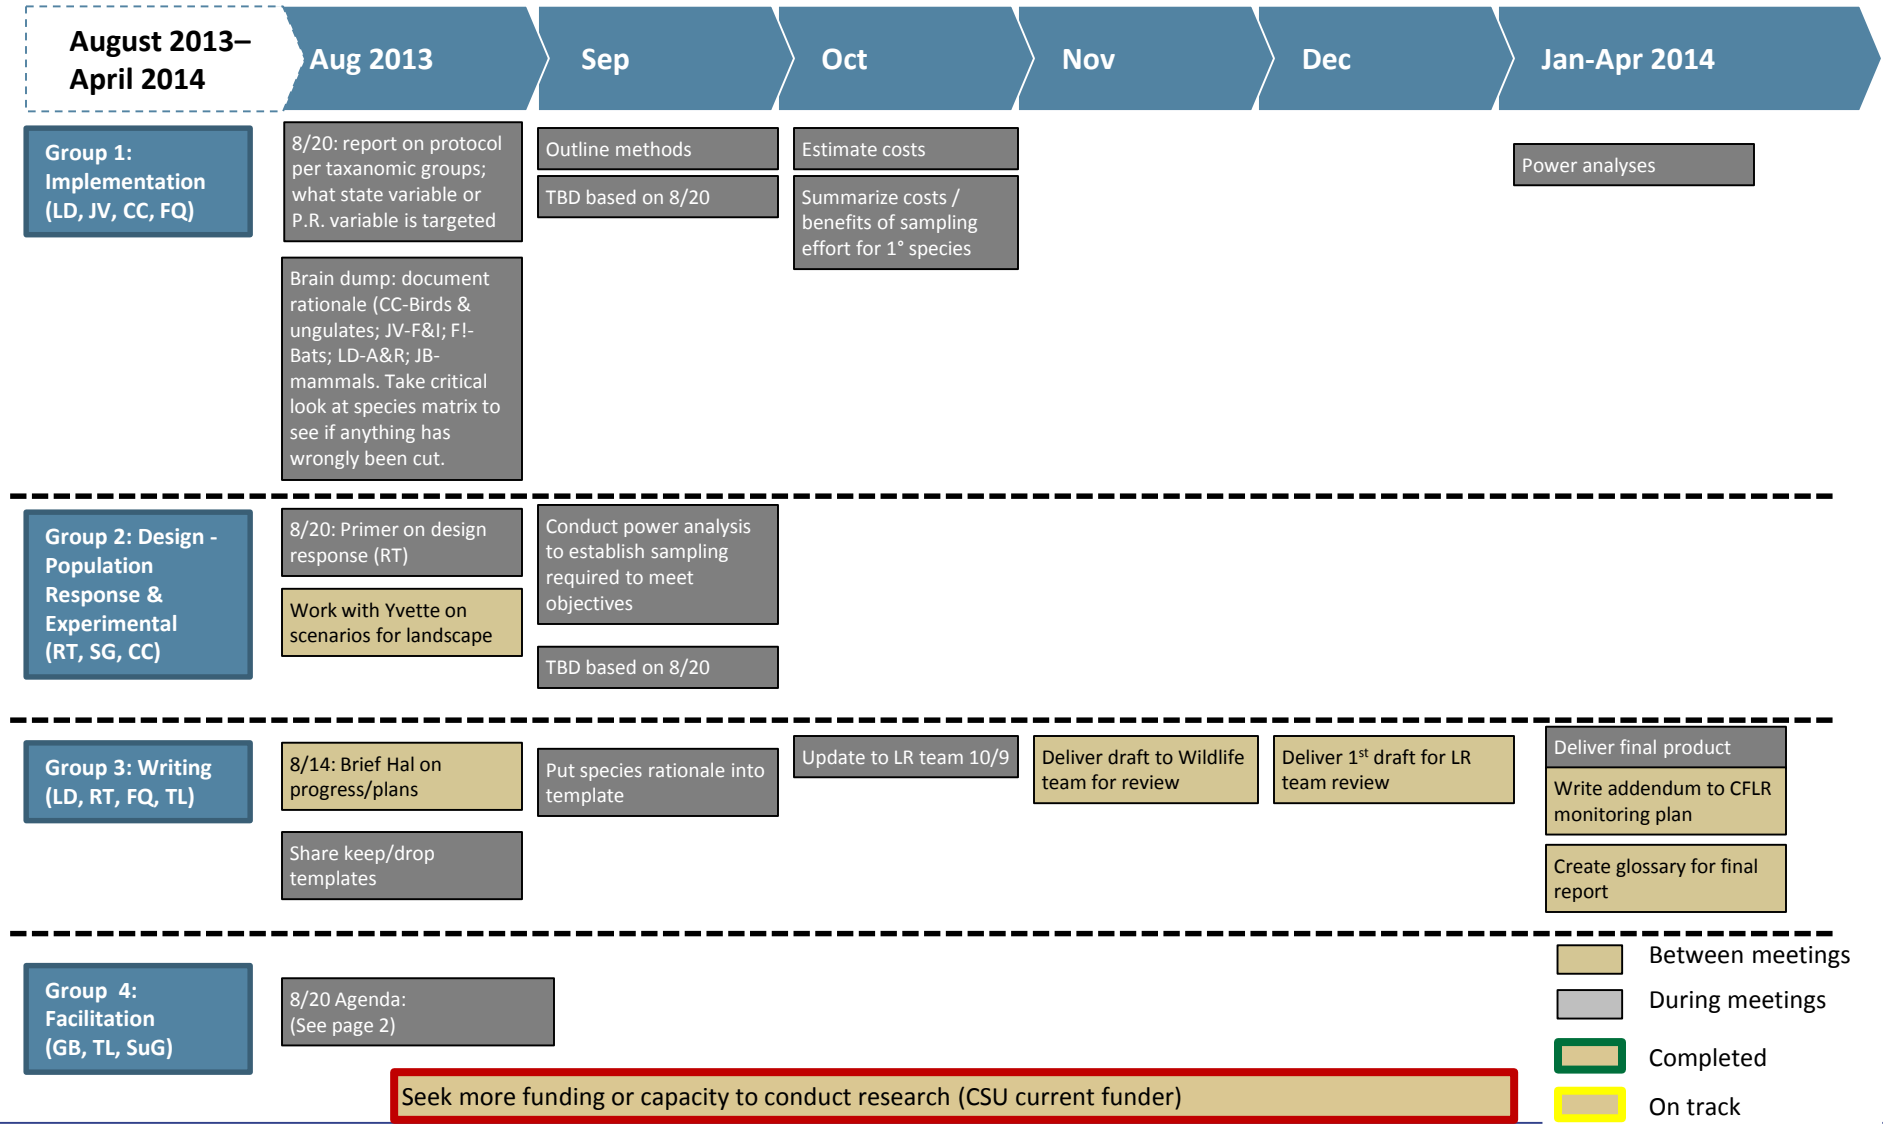 August 2013–
April 2014
Aug 2013
Sep
Oct
Nov
Dec
Jan-Apr 2014
Group 1:
Implementation
(LD, JV, CC, FQ)
8/20: report on protocol
per taxanomic groups;
what state variable or
P.R. variable is targeted
Brain dump: document
rationale (CC-Birds &
ungulates; JV-F&I; F!-
Bats; LD-A&R; JB-
mammals. Take critical
look at species matrix to
see if anything has
wrongly been cut.
Outline methods
TBD based on 8/20
Estimate costs
Summarize costs /
benefits of sampling
effort for 1° species
Power analyses
Group 2: Design -
Population
Response &
Experimental
(RT, SG, CC)
8/20: Primer on design
response (RT)
Work with Yvette on
scenarios for landscape
Conduct power analysis
to establish sampling
required to meet
objectives
TBD based on 8/20
Group 3: Writing
(LD, RT, FQ, TL)
8/14: Brief Hal on
progress/plans
Share keep/drop
templates
Put species rationale into
template
Update to LR team 10/9
Deliver draft to Wildlife
team for review
Deliver 1st draft for LR
team review
Deliver final product
Write addendum to CFLR
monitoring plan
Create glossary for final
report
Group  4:
Facilitation
(GB, TL, SuG)
8/20 Agenda:
(See page 2)
Seek more funding or capacity to conduct research (CSU current funder)
Between meetings
During meetings
Completed
On track